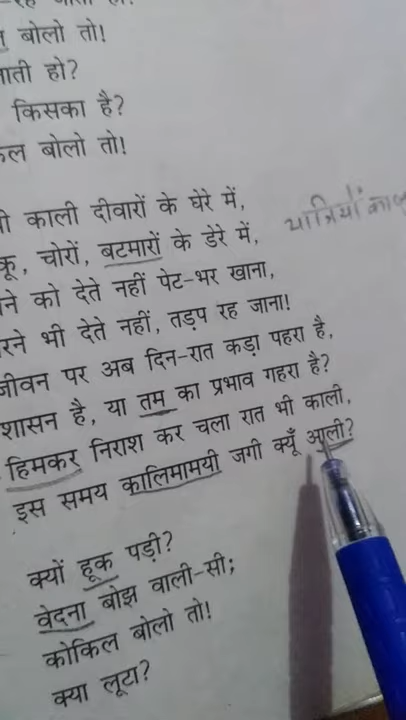 बोलो तो!
हो?
किसका है?
बोलो तो!
काली दीवारों के घेरे में,
चोरों, बटमारों के डेरे में,
को देते नहीं पेट-भर खाना,
भी देते नहीं, तड़प रह जाना!
जीवन पर अब दिन-रात कड़ा पहरा है,
शासन है, या तम का प्रभाव गहरा है?
हिमकर निराश कर चला रात भी काली,
इस समय कालिमामयी जगी क्यूँ आली?
क्यों हूक पड़ी?
वेदना बोझ वाली-सी;
कोकिल बोलो तो!
क्या लूटा?
यात्रियों का